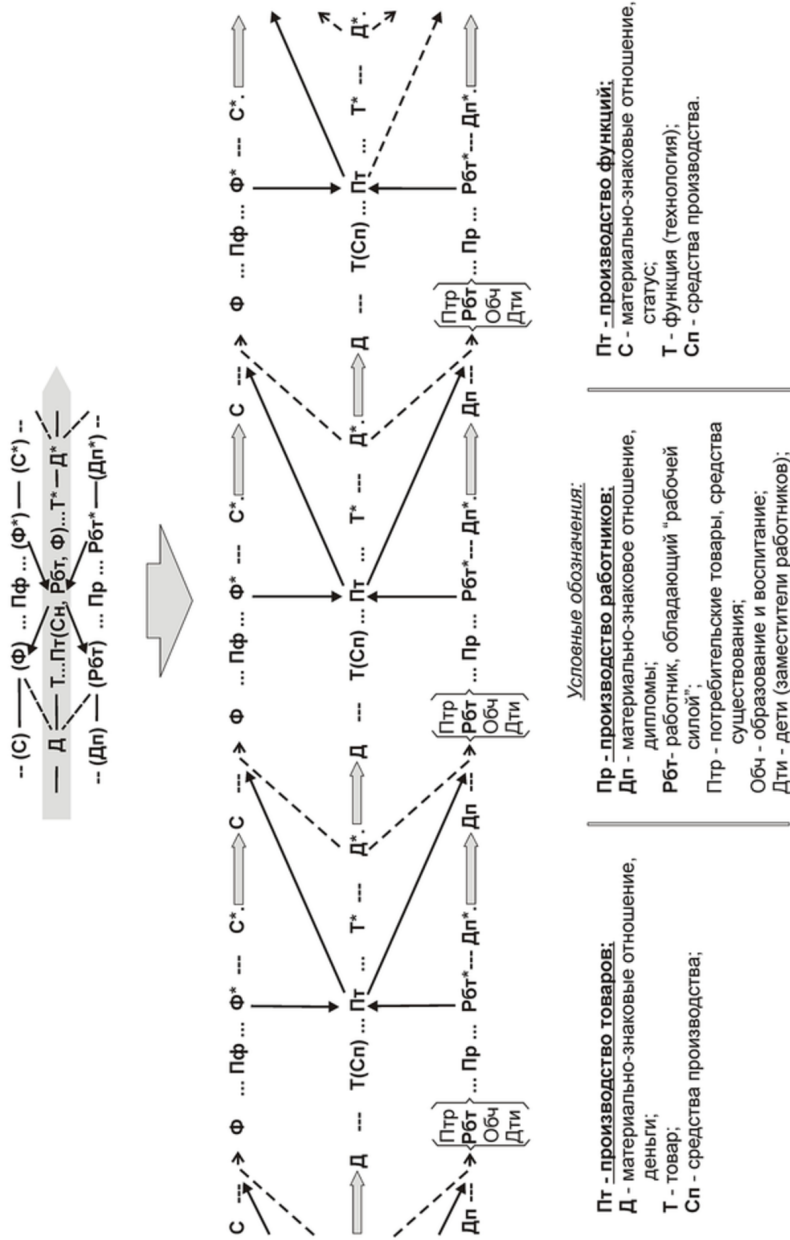 -- (С) — (Ф) ... Пф ... (Ф*) — (С*) --
— Д — Т...Пт(Сн, Рбт, Ф)...Т* — Д* —
-- (Дп) — (Рбт) ... Пр ... Рбт* — (Дп*) --
С ---- Ф ... Пф ... Ф* --- С*. С ---- Ф ... Пф ... Ф* --- С*. С ---- Ф ... Пф ... Ф* --- С*.
Д --- Т(Сп) ... Пт ... Т* --- Д*. Д --- Т(Сп) ... Пт ... Т* --- Д*. Д --- Т(Сп) ... Пт ... Т* --- Д*.
Дп ---- Птр Рбт Обч Дти ... Пр ... Рбт*---- Дп*. Дп ---- Птр Рбт Обч Дти ... Пр ... Рбт*---- Дп*. Дп ---- Птр Рбт Обч Дти ... Пр ... Рбт*---- Дп*.
Условные обозначения:
Пт - производство товаров:
Д - материально-знаковые отношение,
деньги;
Т - товар;
Сп - средства производства;
Пр - производство работников:
Дп - материально-знаковое отношение,
дипломы;
Рбт- работник, обладающий "рабочей
силой";
Птр - потребительские товары, средства
существования;
Обч - образование и воспитание;
Дти - дети (заместители работников);
Пт - производство функций:
С - материально-знаковые отношение,
статус;
Т - функция (технология);
Сп - средства производства.